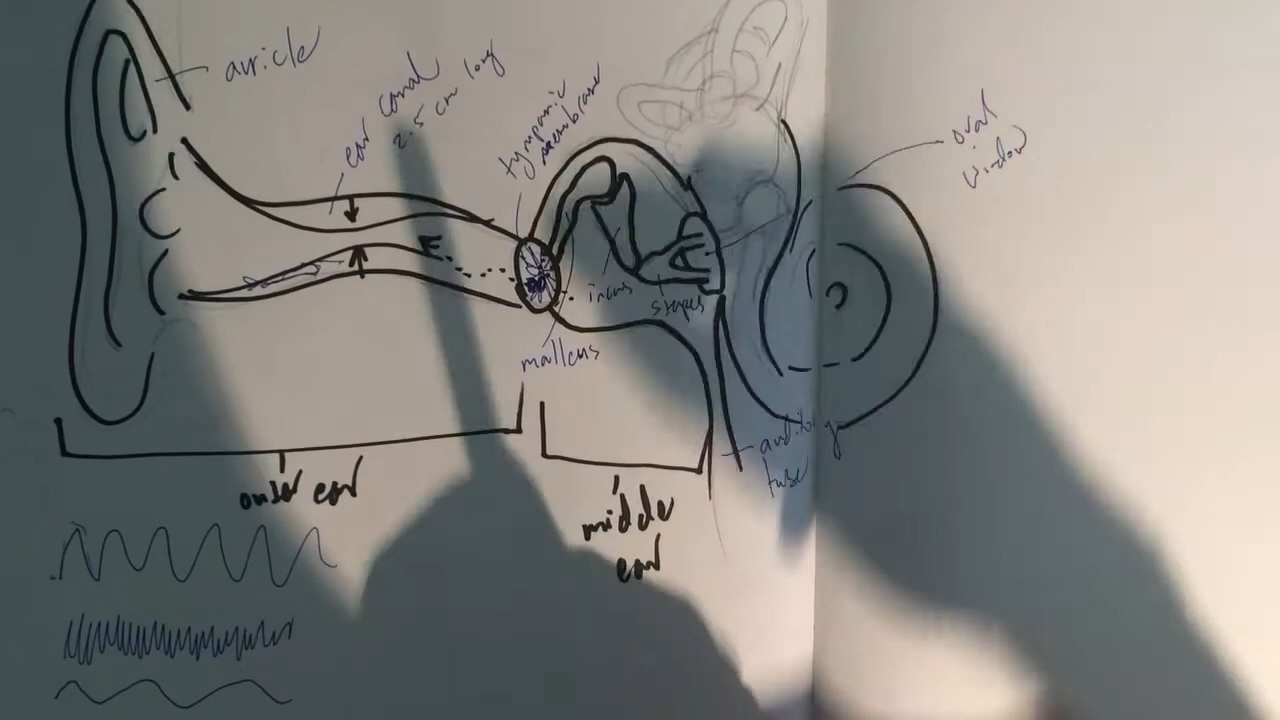 auricle
ear canal
2.5 cm long
tympanic
membrane
oval
window
incus
stapes
malleus
auditory
tube
outer ear
middle
ear